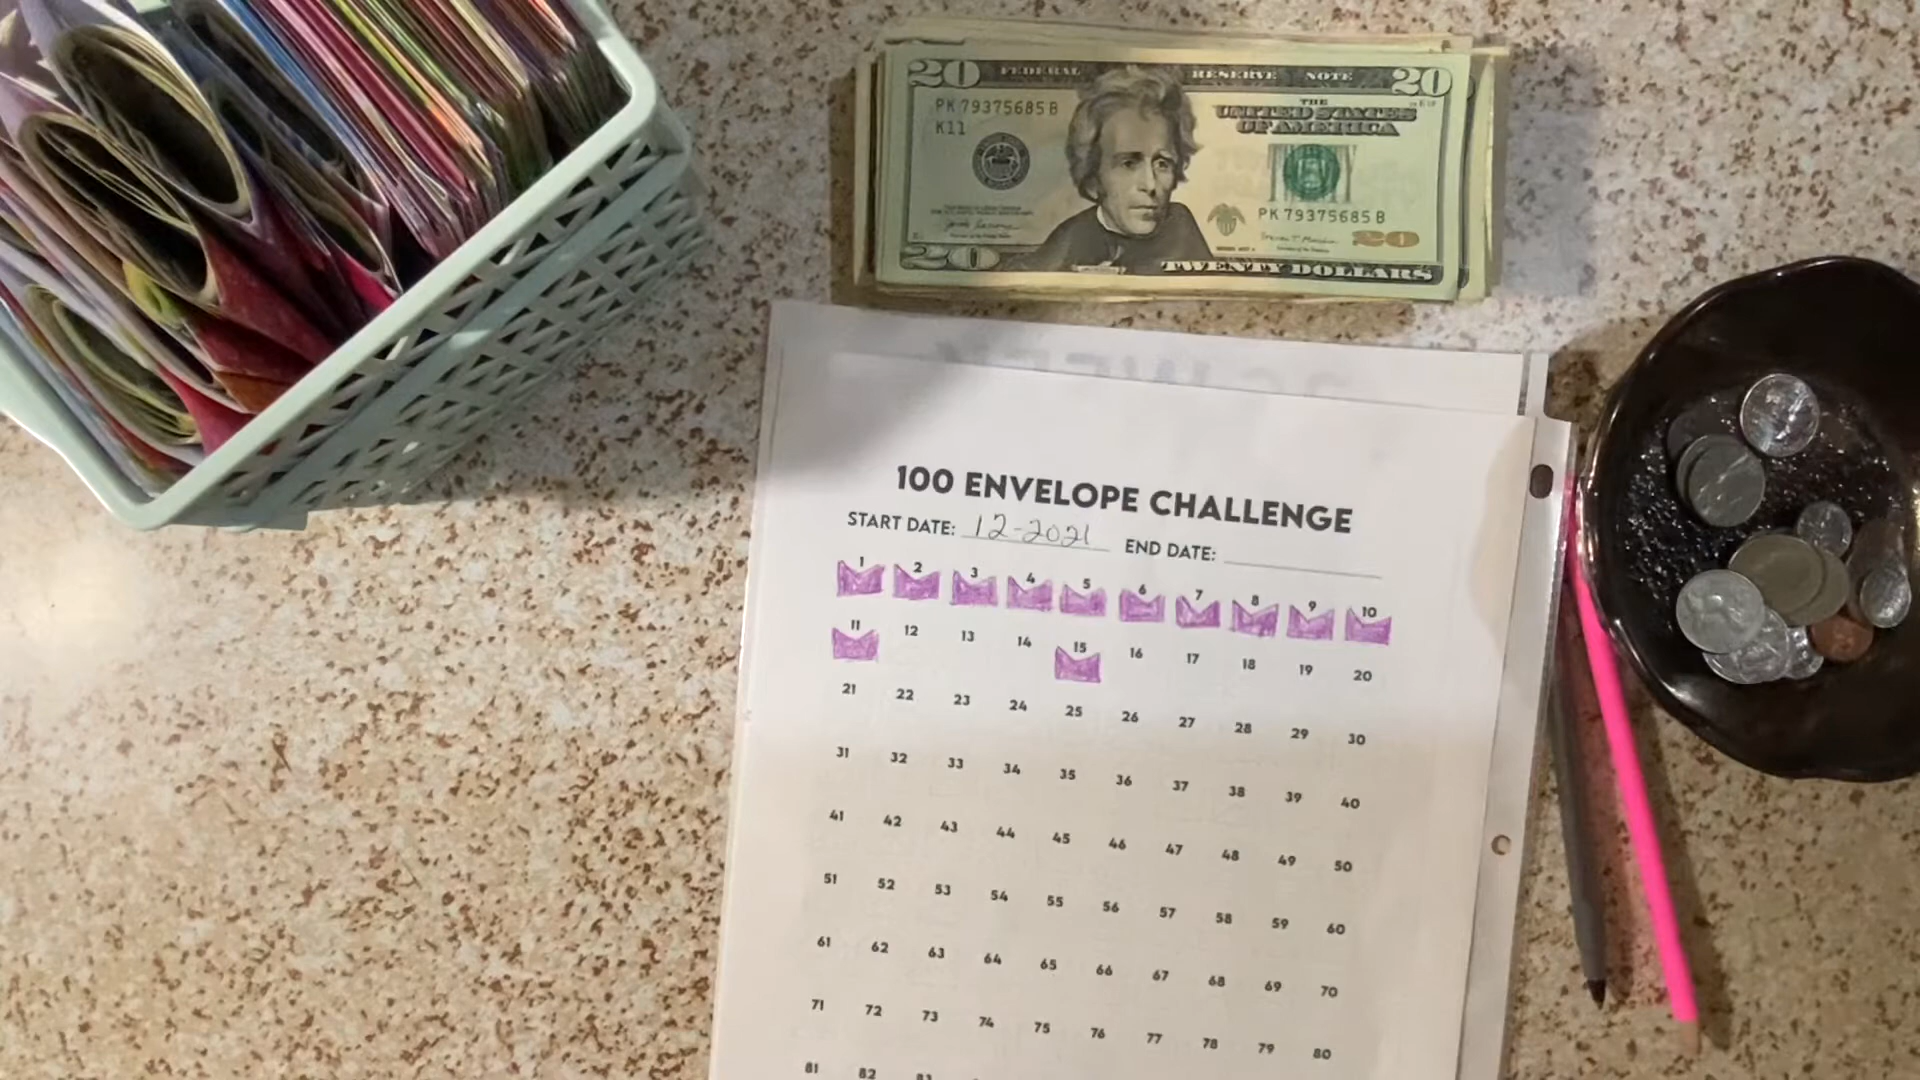 20 FEDERAL RESERVE NOTE 20
PK 79375685 B
K11
THE
UNITED STATES
OF AMERICA
PK 79375685 B
20
20 TWENTY DOLLARS
100 ENVELOPE CHALLENGE
START DATE: 12-2021 END DATE:
1 2 3 4 5 6 7 8 9 10
11 12 13 14 15 16 17 18 19 20
21 22 23 24 25 26 27 28 29 30
31 32 33 34 35 36 37 38 39 40
41 42 43 44 45 46 47 48 49 50
51 52 53 54 55 56 57 58 59 60
61 62 63 64 65 66 67 68 69 70
71 72 73 74 75 76 77 78 79 80
81 82 83